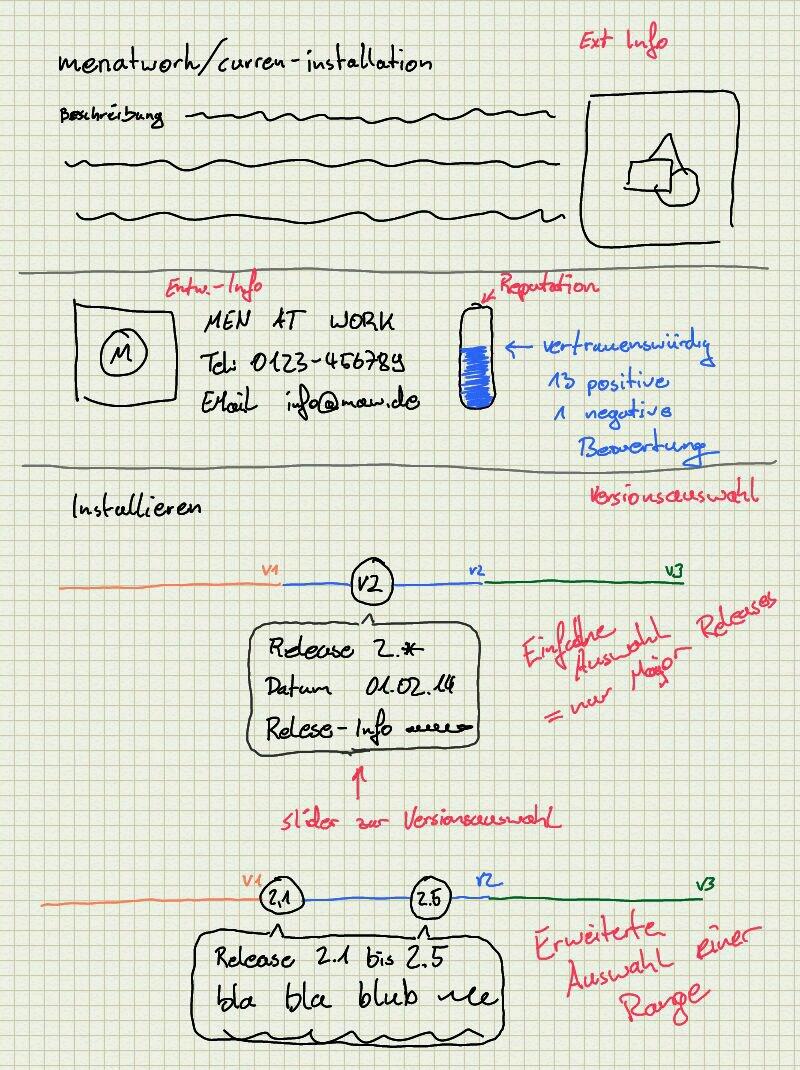 Ext Info
menatwork/curren-installation
Beschreibung
Entw.-Info
Reputation
M
MEN AT WORK
Tel: 0123-456789
EMail info@maw.de
vertrauenswürdig
13 positive
1 negative
Bewertung
Versionsauswahl
Installieren
V1
V2
v2
v3
Release 2.*
Datum 01.02.14
Relese-Info
Einfache
Auswahl
= nur Major Releases
Slider zur Versionsauswahl
V1
2.1
2.5
v2
v3
Release 2.1 bis 2.5
bla bla blub
Erweiterte
Auswahl einer
Range